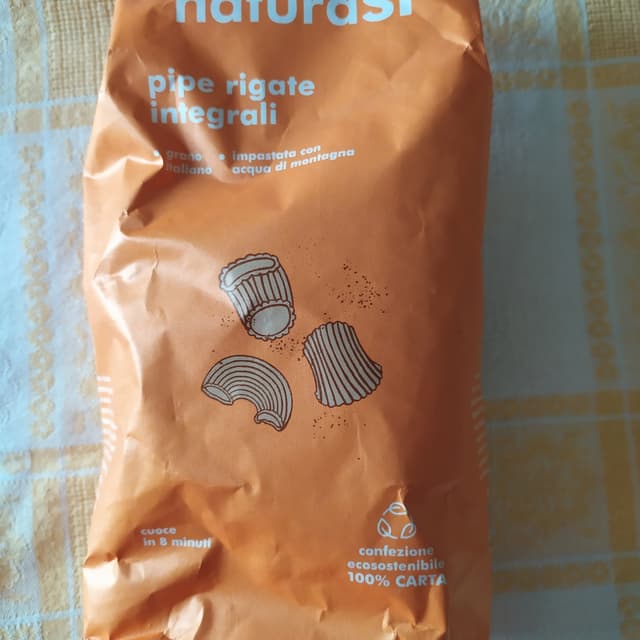 naturasì
pipe rigate
integrali
• grano • impastata con
italiano acqua di montagna
cuoce
in 8 minuti
confezione
ecosostenibile
100% CARTA